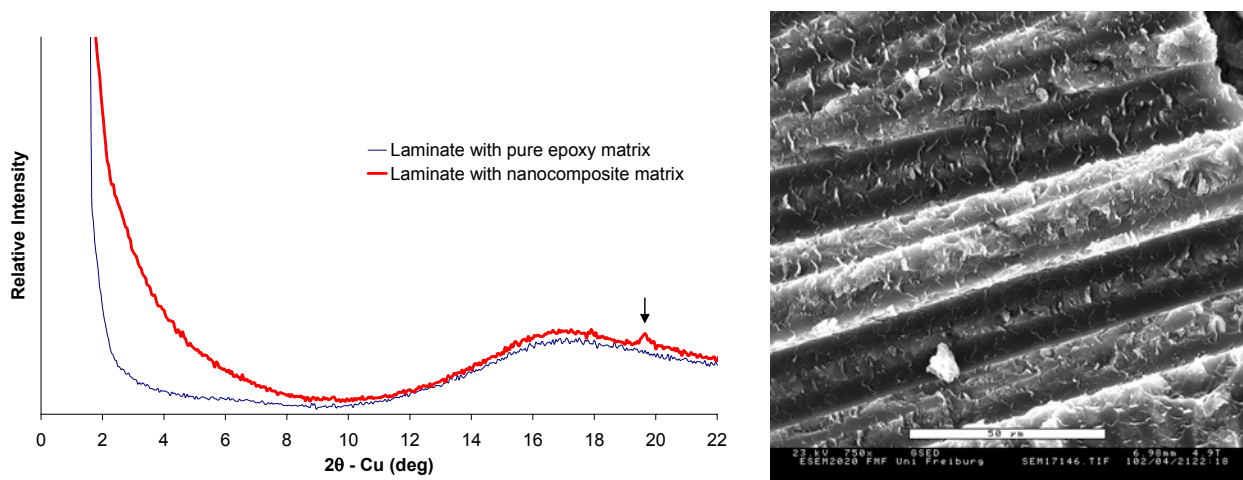 Relative Intensity
Laminate with pure epoxy matrix
Laminate with nanocomposite matrix
0 2 4 6 8 10 12 14 16 18 20 22
2θ - Cu (deg)
50 µm
23.kV 750x GSED 6.98mm 4.9T
ESEM2020 FMF Uni Freiburg SEM17146.TIF 102/04/2122:18